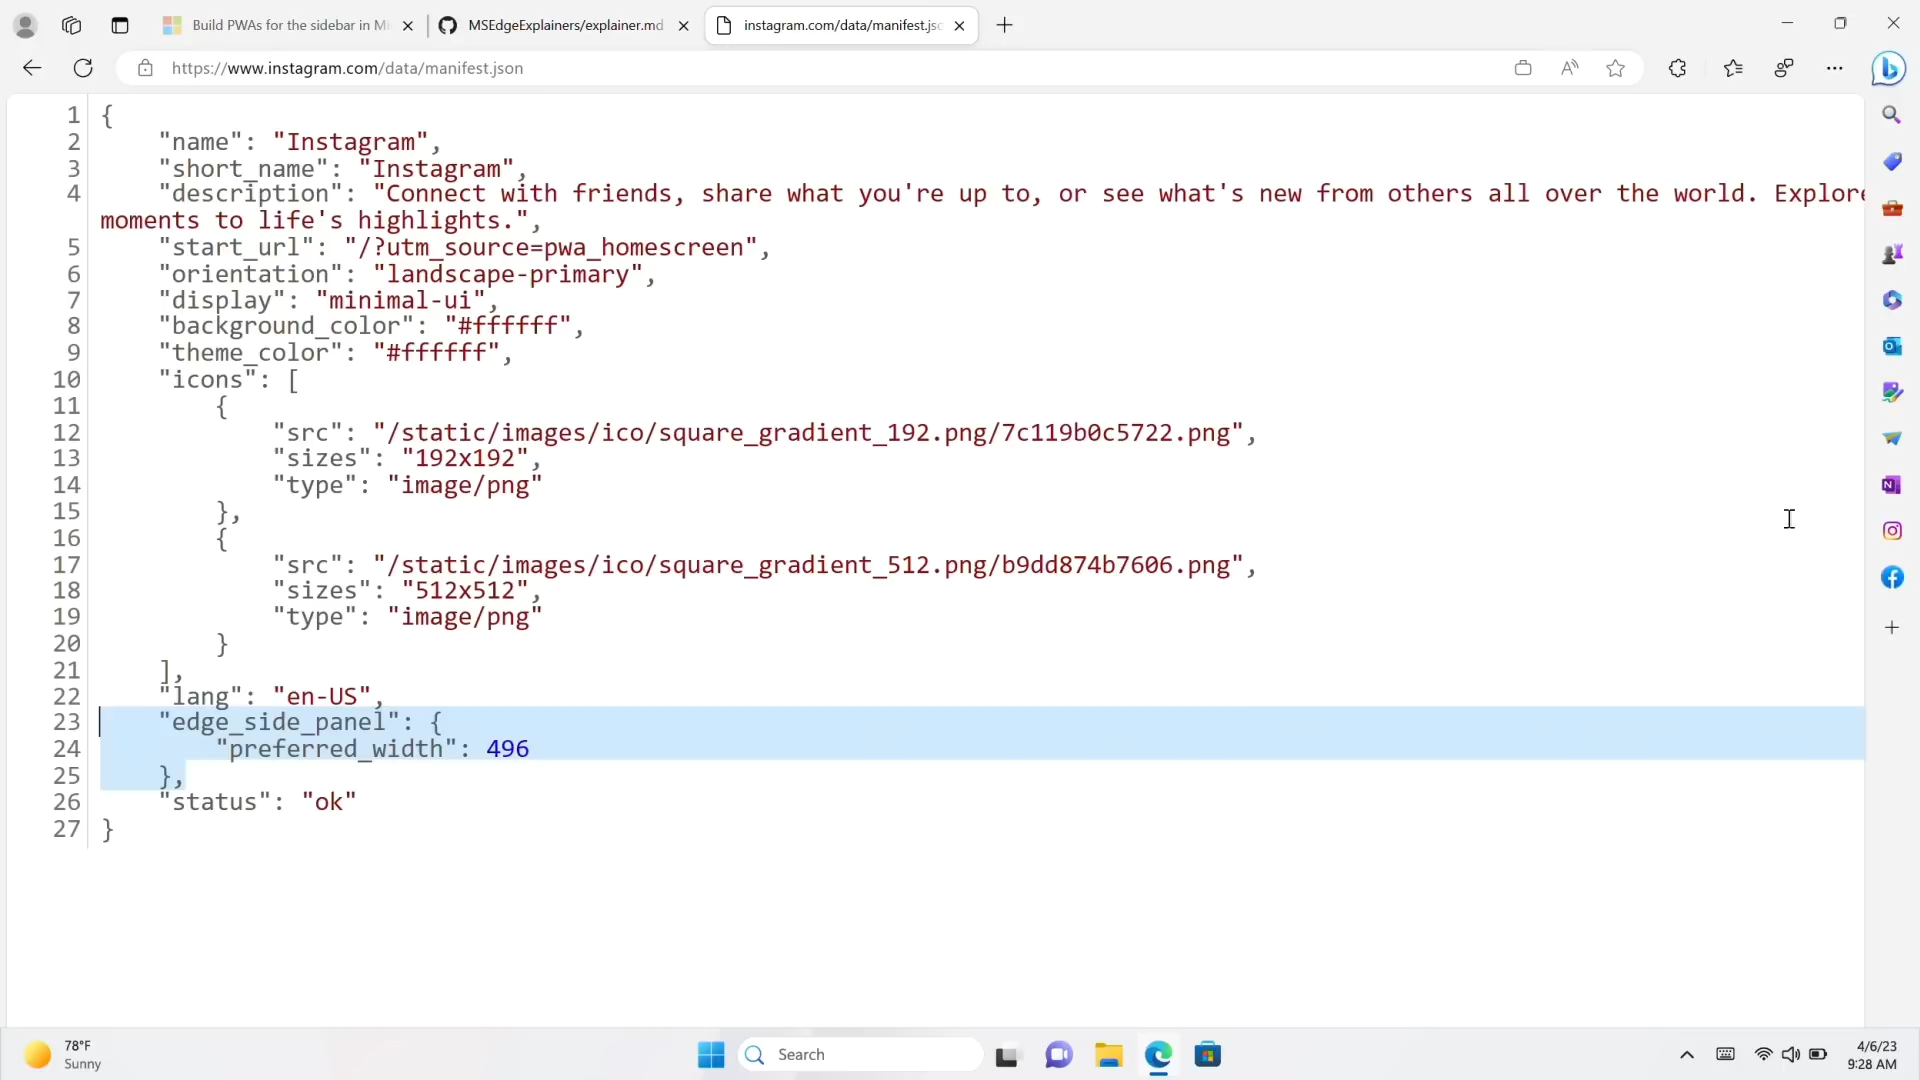 Build PWAs for the sidebar in Mi
MSEdgeExplainers/explainer.md
instagram.com/data/manifest.jsc
https://www.instagram.com/data/manifest.json
1 {
2 "name": "Instagram",
3 "short_name": "Instagram",
4 "description": "Connect with friends, share what you're up to, or see what's new from others all over the world. Explore
moments to life's highlights.",
5 "start_url": "/?utm_source=pwa_homescreen",
6 "orientation": "landscape-primary",
7 "display": "minimal-ui",
8 "background_color": "#ffffff",
9 "theme_color": "#ffffff",
10 "icons": [
11 {
12 "src": "/static/images/ico/square_gradient_192.png/7c119b0c5722.png",
13 "sizes": "192x192",
14 "type": "image/png"
15 },
16 {
17 "src": "/static/images/ico/square_gradient_512.png/b9dd874b7606.png",
18 "sizes": "512x512",
19 "type": "image/png"
20 }
21 ],
22 "lang": "en-US",
23 "edge_side_panel": {
24 "preferred_width": 496
25 },
26 "status": "ok"
27 }
78°F
Sunny
Search
4/6/23
9:28 AM